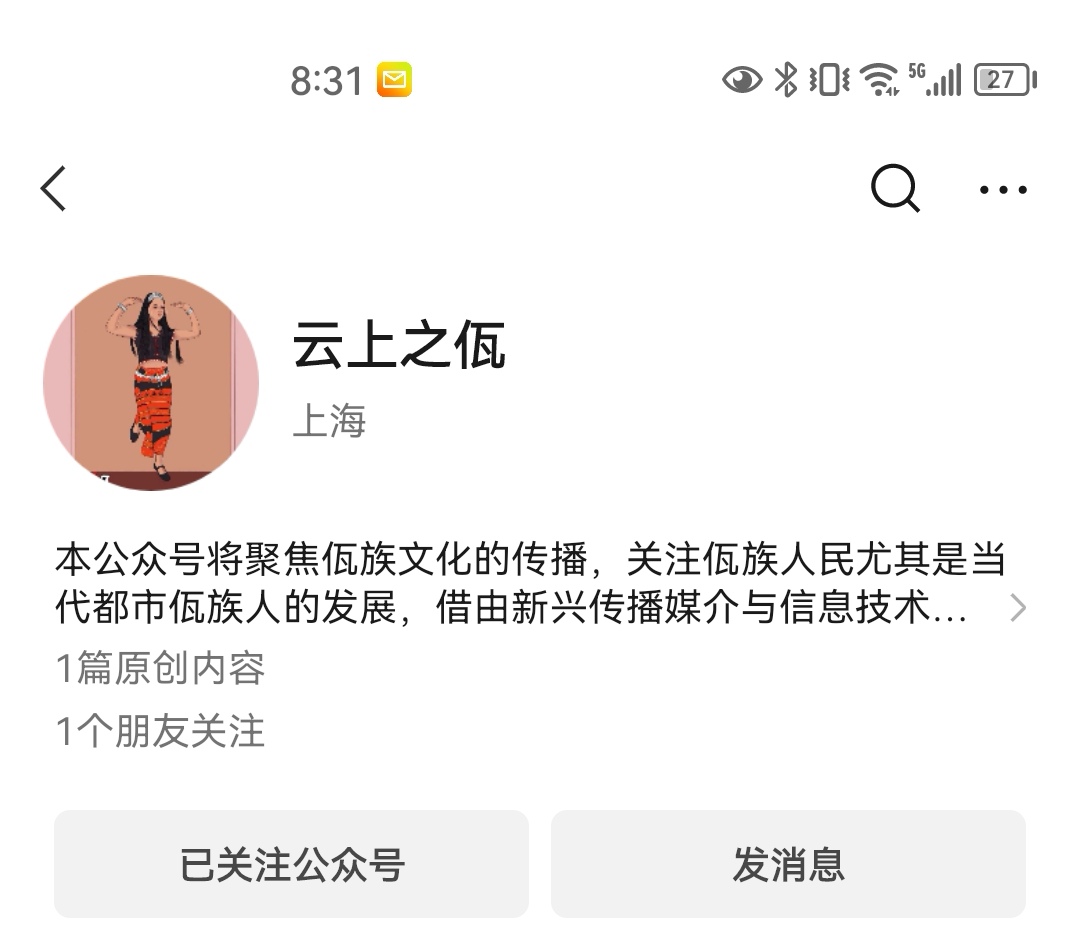 8:31
5G
27
云上之佤
上海
本公众号将聚焦佤族文化的传播，关注佤族人民尤其是当
代都市佤族人的发展，借由新兴传播媒介与信息技术...
1篇原创内容
1个朋友关注
已关注公众号
发消息